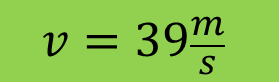 v = 39 m/s